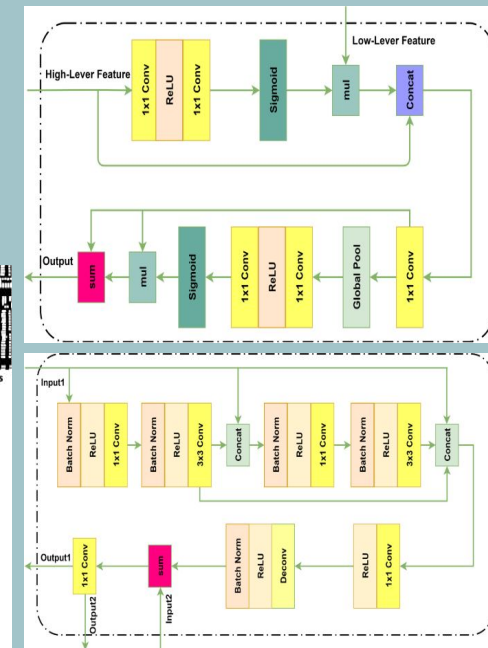 Low-Lever Feature
High-Lever Feature
1x1 Conv
ReLU
1x1 Conv
Sigmoid
mul
Concat
Output
sum
mul
Sigmoid
1x1 Conv
ReLU
1x1 Conv
Global Pool
1x1 Conv
Input1
Batch Norm
ReLU
1x1 Conv
Batch Norm
ReLU
3x3 Conv
Concat
Batch Norm
ReLU
1x1 Conv
Batch Norm
ReLU
3x3 Conv
Concat
Output1
1x1 Conv
Output2
sum
Input2
Batch Norm
ReLU
Deconv
ReLU
1x1 Conv